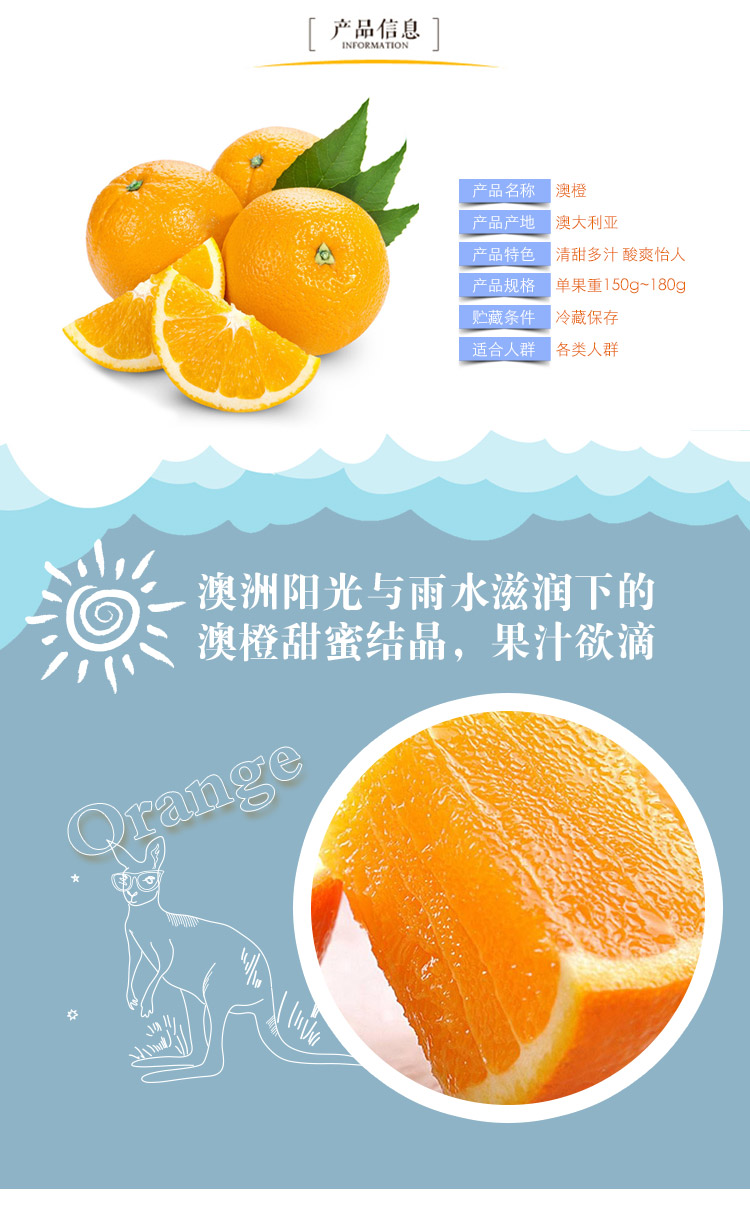 产品信息
INFORMATION
产品名称 澳橙
产品产地 澳大利亚
产品特色 清甜多汁 酸爽怡人
产品规格 单果重150g~180g
贮藏条件 冷藏保存
适合人群 各类人群
澳洲阳光与雨水滋润下的
澳橙甜蜜结晶，果汁欲滴
Orange